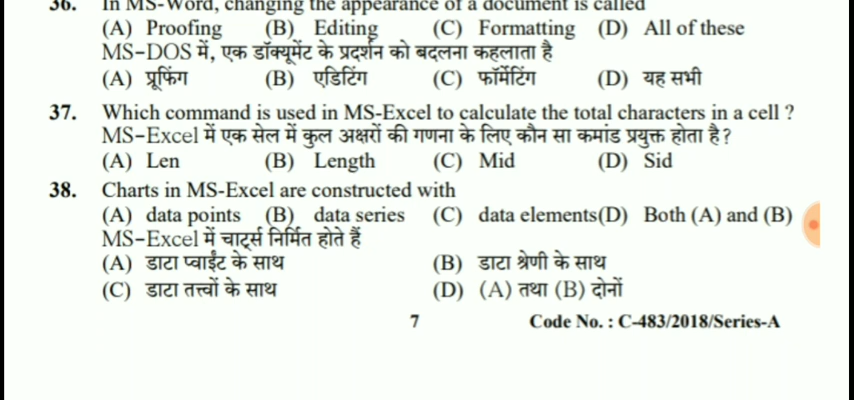 36. In MS-Word, changing the appearance of a document is called
(A) Proofing (B) Editing (C) Formatting (D) All of these
MS-DOS में, एक डॉक्यूमेंट के प्रदर्शन को बदलना कहलाता है
(A) प्रूफिंग (B) एडिटिंग (C) फॉर्मेटिंग (D) यह सभी
37. Which command is used in MS-Excel to calculate the total characters in a cell ?
MS-Excel में एक सेल में कुल अक्षरों की गणना के लिए कौन सा कमांड प्रयुक्त होता है?
(A) Len (B) Length (C) Mid (D) Sid
38. Charts in MS-Excel are constructed with
(A) data points (B) data series (C) data elements(D) Both (A) and (B)
MS-Excel में चार्ट्स निर्मित होते हैं
(A) डाटा प्वाईंट के साथ (B) डाटा श्रेणी के साथ
(C) डाटा तत्त्वों के साथ (D) (A) तथा (B) दोनों
7 Code No. : C-483/2018/Series-A